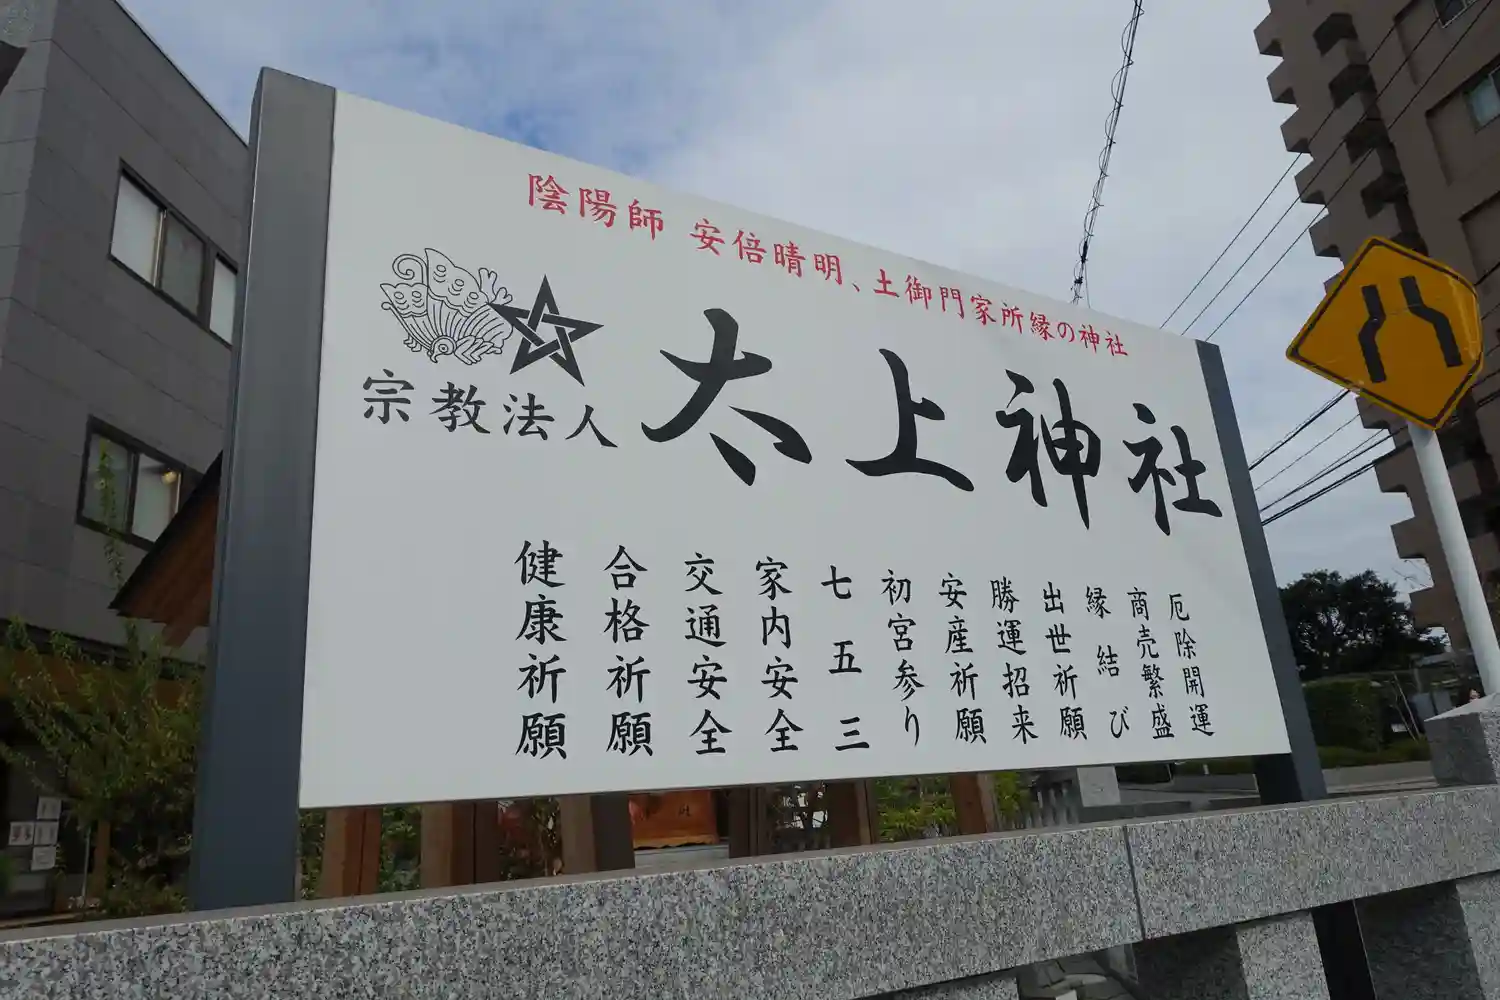 陰陽師 安倍晴明、土御門家所縁の神社
宗教法人 太上神社
厄除開運
商売繁盛
縁結び
出世祈願
勝運招来
安産祈願
初宮参り
七五三
家内安全
交通安全
合格祈願
健康祈願